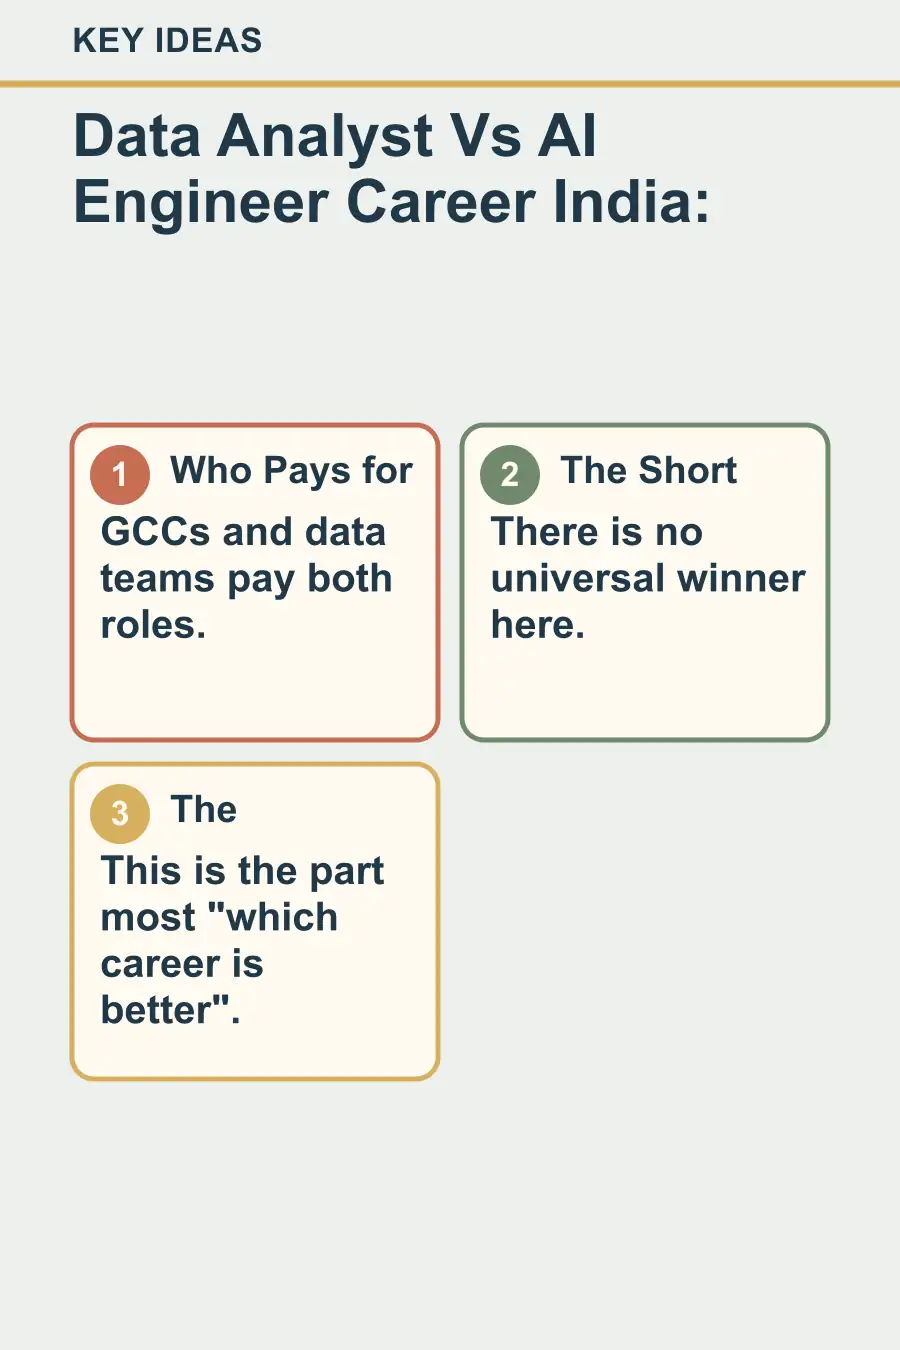 KEY IDEAS
Data Analyst Vs AI
Engineer Career India:
1 Who Pays for
GCCs and data
teams pay both
roles.
2 The Short
There is no
universal winner
here.
3 The
This is the part
most "which
career is
better".